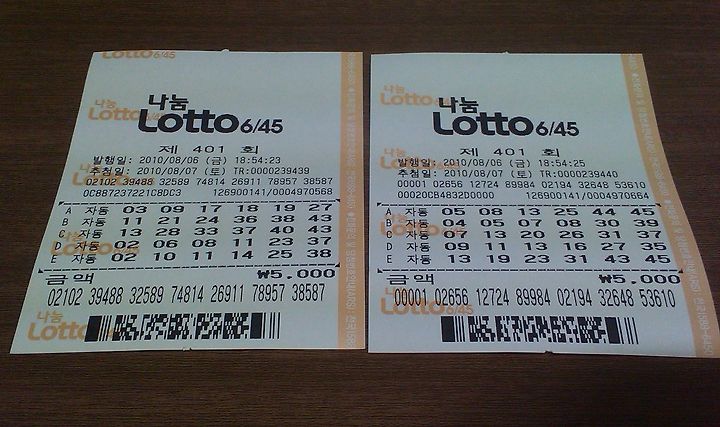 나눔
Lotto 6/45
제 401 회
발행일: 2010/08/06 (금) 18:54:23
추첨일: 2010/08/07 (토) TR:0000239439
02102 39488 32589 74814 26911 78957 38587
126900141/0004970568
A 자동 03 09 17 18 19 27
B 자동 11 21 24 36 38 43
C 자동 13 28 33 37 40 43
D 자동 02 06 08 11 23 37
E 자동 02 10 11 14 25 38
금액 ₩5,000
02102 39488 32589 74814 26911 78957 38587
나눔
Lotto 6/45
제 401 회
발행일: 2010/08/06 (금) 18:54:25
추첨일: 2010/08/07 (토) TR:0000239440
00001 02656 12724 89984 02194 32648 53610
00020CB4832D0000 126900141/0004970664
A 자동 05 08 13 25 44 45
B 자동 04 05 07 08 30 39
C 자동 07 13 20 26 31 37
D 자동 09 11 13 16 27 35
E 자동 13 19 23 31 43 45
금액 ₩5,000
00001 02656 12724 89984 02194 32648 53610